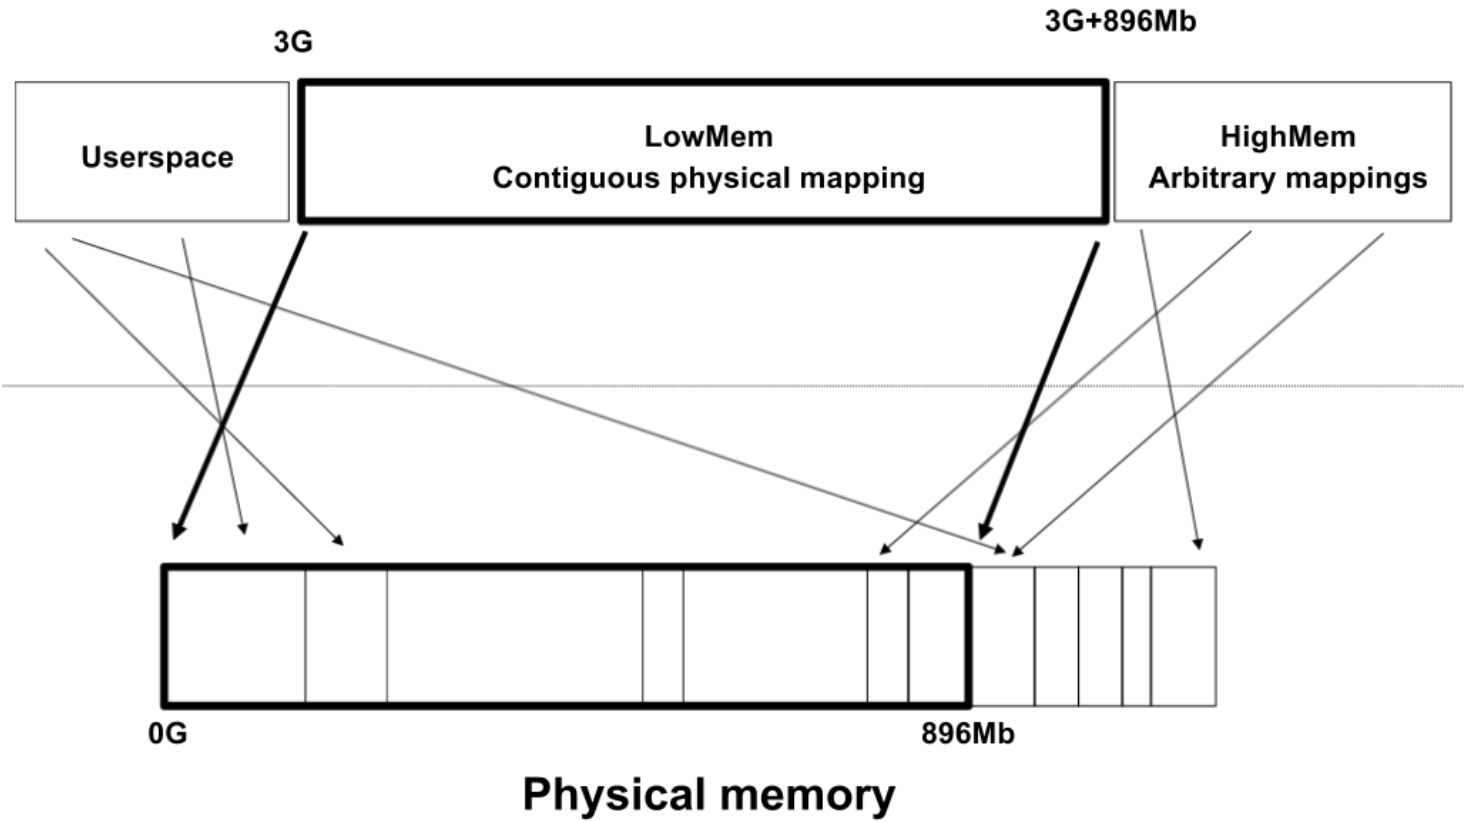 3G
3G+896Mb
Userspace
LowMem
Contiguous physical mapping
HighMem
Arbitrary mappings
0G
896Mb
Physical memory